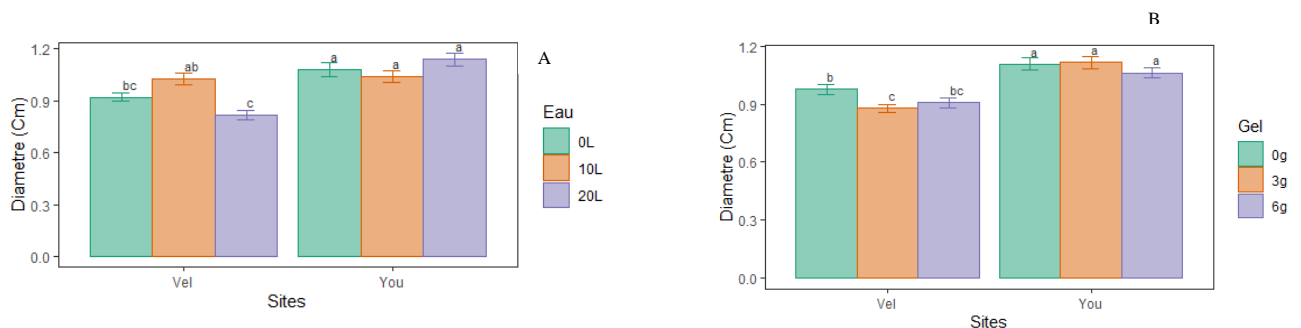 A
Diametre (Cm)
1.2
0.9
0.6
0.3
0.0
bc
ab
c
a
a
a
Vel
You
Sites
Eau
0L
10L
20L
B
Diametre (Cm)
1.2
0.9
0.6
0.3
0.0
b
c
bc
a
a
a
Vel
You
Sites
Gel
0g
3g
6g